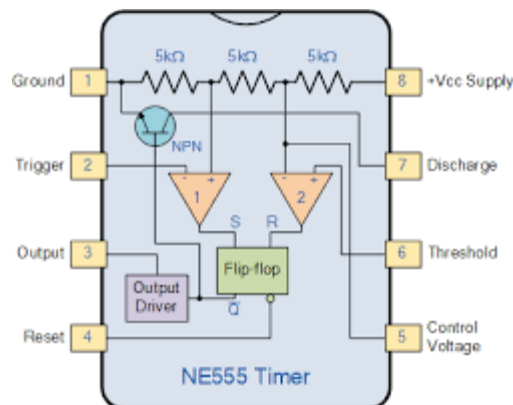 5kΩ 5kΩ 5kΩ
Ground 1 8 +Vcc Supply
NPN
Trigger 2 7 Discharge
- + - +
1 2
S R
Output 3 Flip-flop 6 Threshold
Output
Driver
Q̅
Reset 4 5 Control
Voltage
NE555 Timer